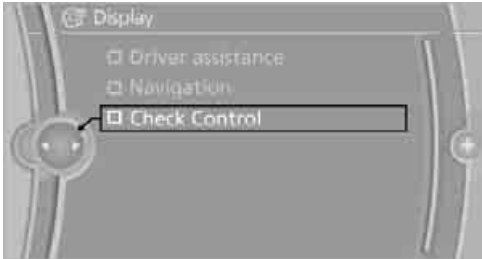 Display
Driver assistance
Navigation
Check Control